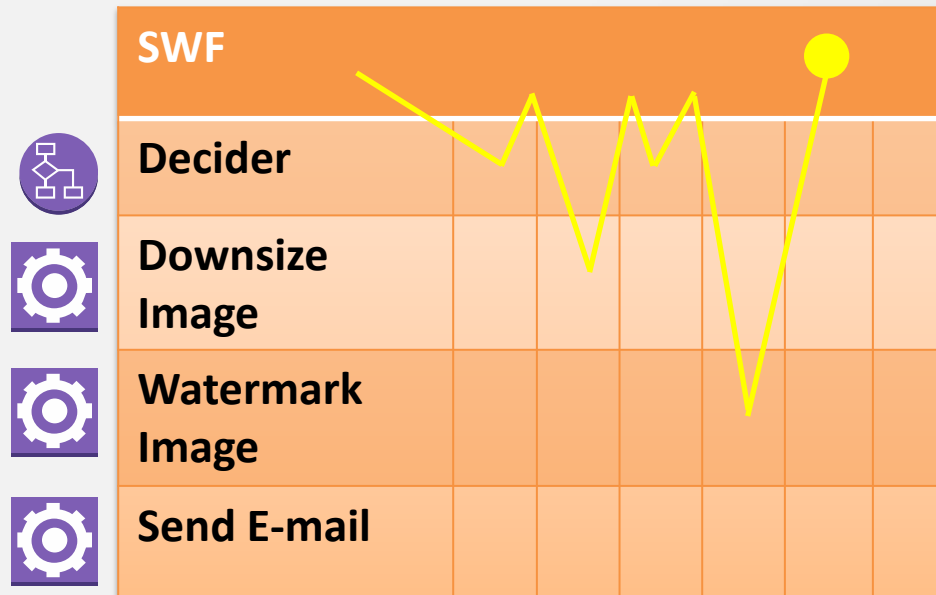 SWF
Decider
Downsize
Image
Watermark
Image
Send E-mail